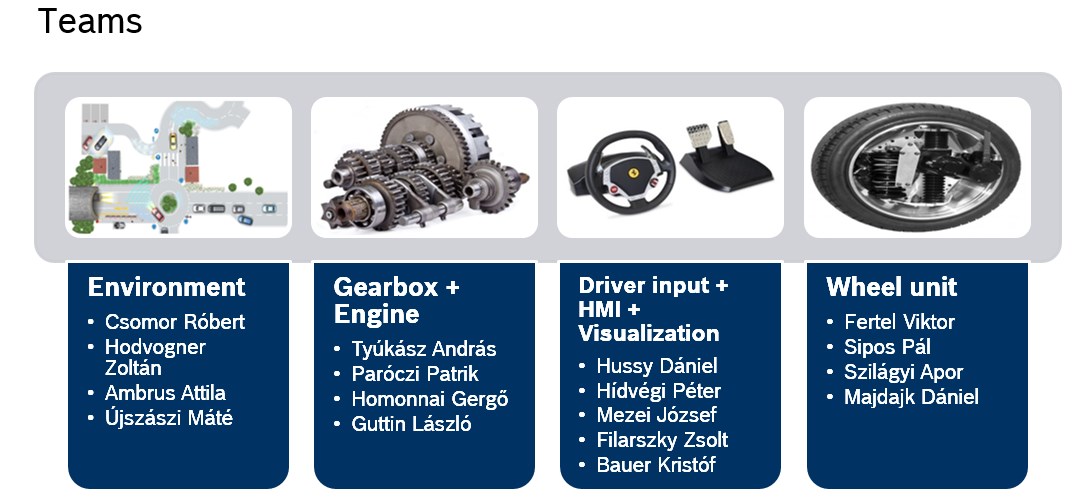 Teams
Environment
• Csomor Róbert
• Hodvogner
Zoltán
• Ambrus Attila
• Újszászi Máté
Gearbox +
Engine
• Tyúkász András
• Paróczi Patrik
• Homonnai Gergő
• Guttin László
Driver input +
HMI +
Visualization
• Hussy Dániel
• Hídvégi Péter
• Mezei József
• Filarszky Zsolt
• Bauer Kristóf
Wheel unit
• Fertel Viktor
• Sipos Pál
• Szilágyi Apor
• Majdajk Dániel